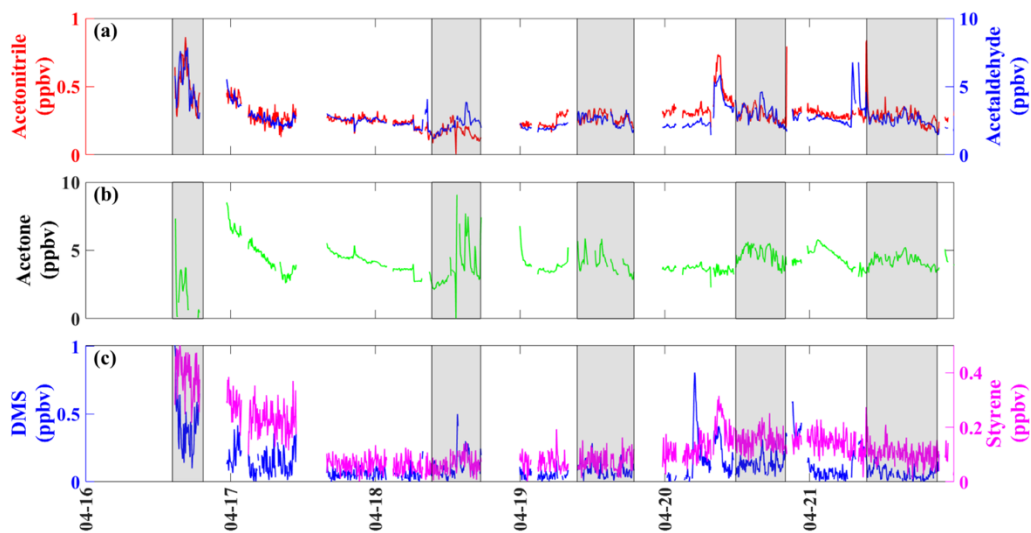 (a)
Acetonitrile
(ppbv)
1
0.5
0
10
5
0
Acetaldehyde
(ppbv)
(b)
Acetone
(ppbv)
10
5
0
(c)
DMS
(ppbv)
1
0.5
0
0.4
0.2
0
Styrene
(ppbv)
04-16
04-17
04-18
04-19
04-20
04-21